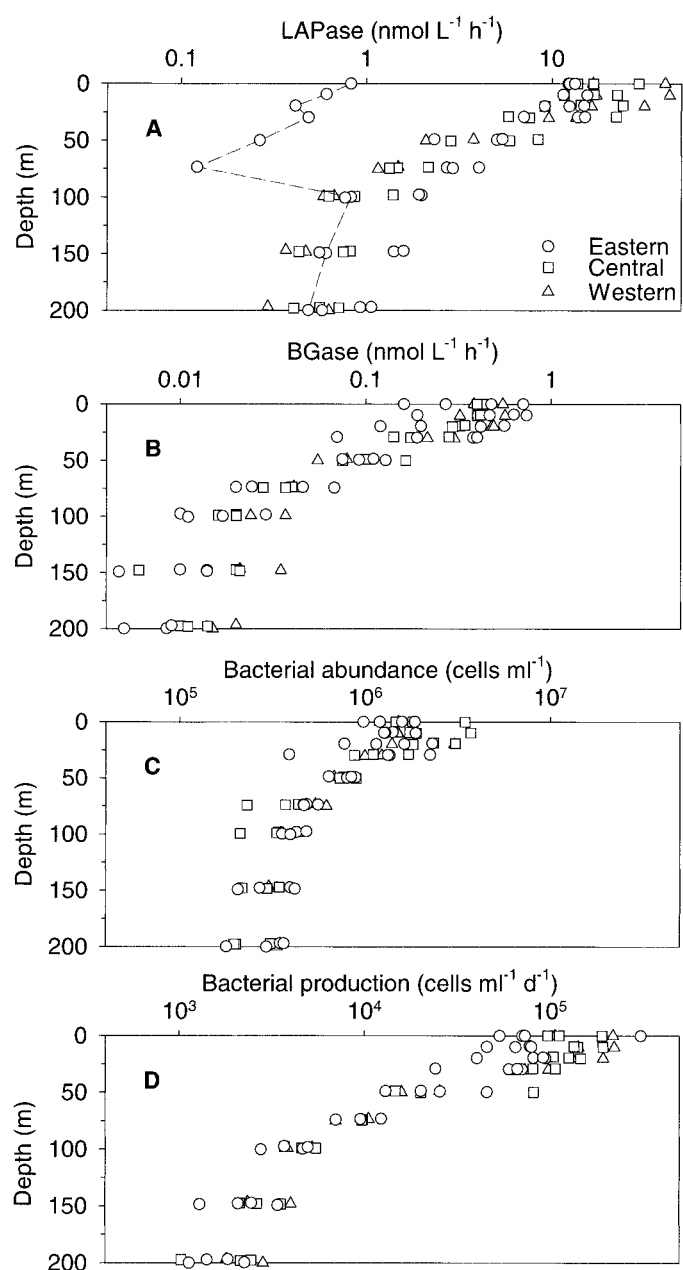 LAPase (nmol L⁻¹ h⁻¹)
0.1 1 10
0
50
100
150
200
Depth (m)
A
Eastern
Central
Western
BGase (nmol L⁻¹ h⁻¹)
0.01 0.1 1
0
50
100
150
200
Depth (m)
B
Bacterial abundance (cells ml⁻¹)
10⁵ 10⁶ 10⁷
0
50
100
150
200
Depth (m)
C
Bacterial production (cells ml⁻¹ d⁻¹)
10³ 10⁴ 10⁵
0
50
100
150
200
Depth (m)
D